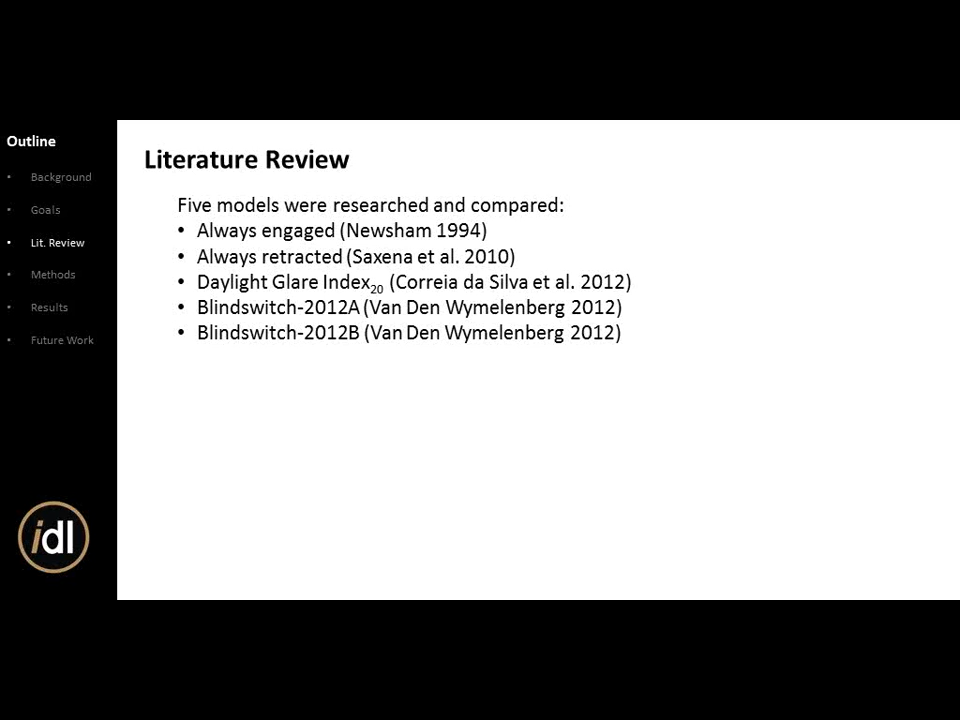 Outline
• Background
• Goals
• Lit. Review
• Methods
• Results
• Future Work
idl
Literature Review
Five models were researched and compared:
• Always engaged (Newsham 1994)
• Always retracted (Saxena et al. 2010)
• Daylight Glare Index20 (Correia da Silva et al. 2012)
• Blindswitch-2012A (Van Den Wymelenberg 2012)
• Blindswitch-2012B (Van Den Wymelenberg 2012)